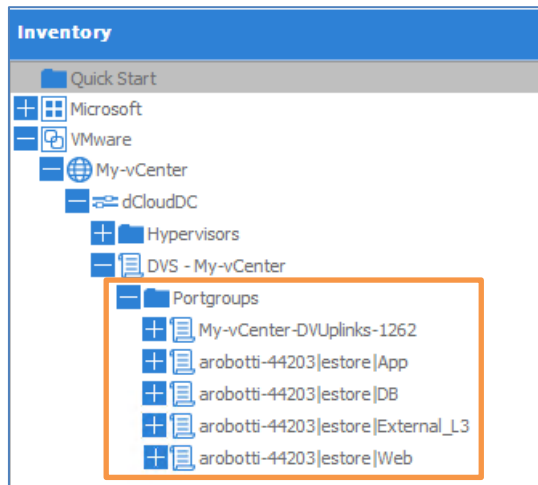 Inventory
Quick Start
Microsoft
VMware
My-vCenter
dCloudDC
Hypervisors
DVS - My-vCenter
Portgroups
My-vCenter-DVUplinks-1262
arobotti-44203|estore|App
arobotti-44203|estore|DB
arobotti-44203|estore|External_L3
arobotti-44203|estore|Web